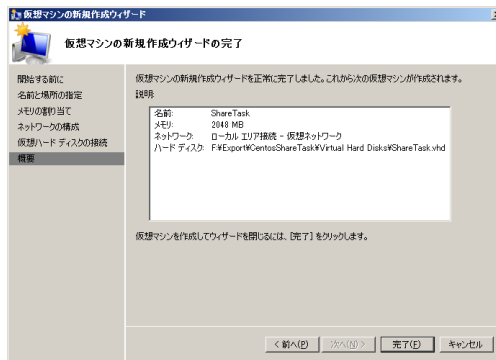 仮想マシンの新規作成ウィザード
仮想マシンの新規作成ウィザードの完了
開始する前に
名前と場所の指定
メモリの割り当て
ネットワークの構成
仮想ハード ディスクの接続
概要
仮想マシンの新規作成ウィザードを正常に完了しました。これから次の仮想マシンが作成されます。
説明:
名前: ShareTask
メモリ: 2048 MB
ネットワーク: ローカル エリア接続 - 仮想ネットワーク
ハード ディスク: F:¥Export¥CentosShareTask¥Virtual Hard Disks¥ShareTask.vhd
仮想マシンを作成してウィザードを閉じるには、[完了] をクリックします。
< 前へ(P) 次へ(N) > 完了(F) キャンセル